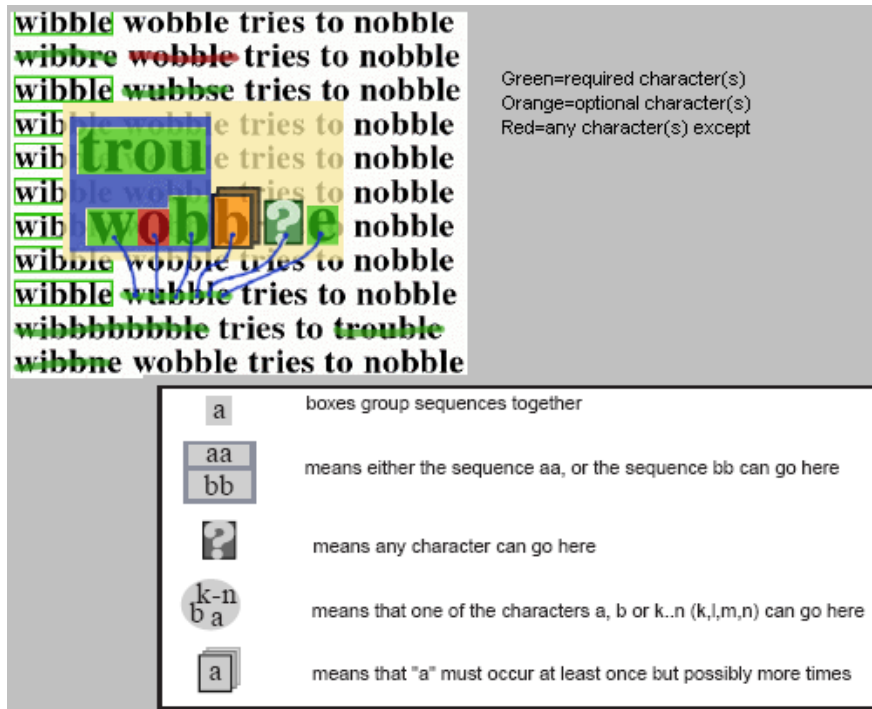 wibble wobble tries to nobble
wibbre wobble tries to nobble
wibble wubbse tries to nobble
wib tries to nobble
trou
wib e tries to nobble
wibble tries to nobble
wobb?e
wib nobble
wibble wobble tries to nobble
wibble wubble tries to nobble
wibbbbbbbble tries to trouble
wibbne wobble tries to nobble
Green=required character(s)
Orange=optional character(s)
Red=any character(s) except
a boxes group sequences together
aa
bb
means either the sequence aa, or the sequence bb can go here
? means any character can go here
k-n
b a
means that one of the characters a, b or k..n (k,l,m,n) can go here
a means that "a" must occur at least once but possibly more times